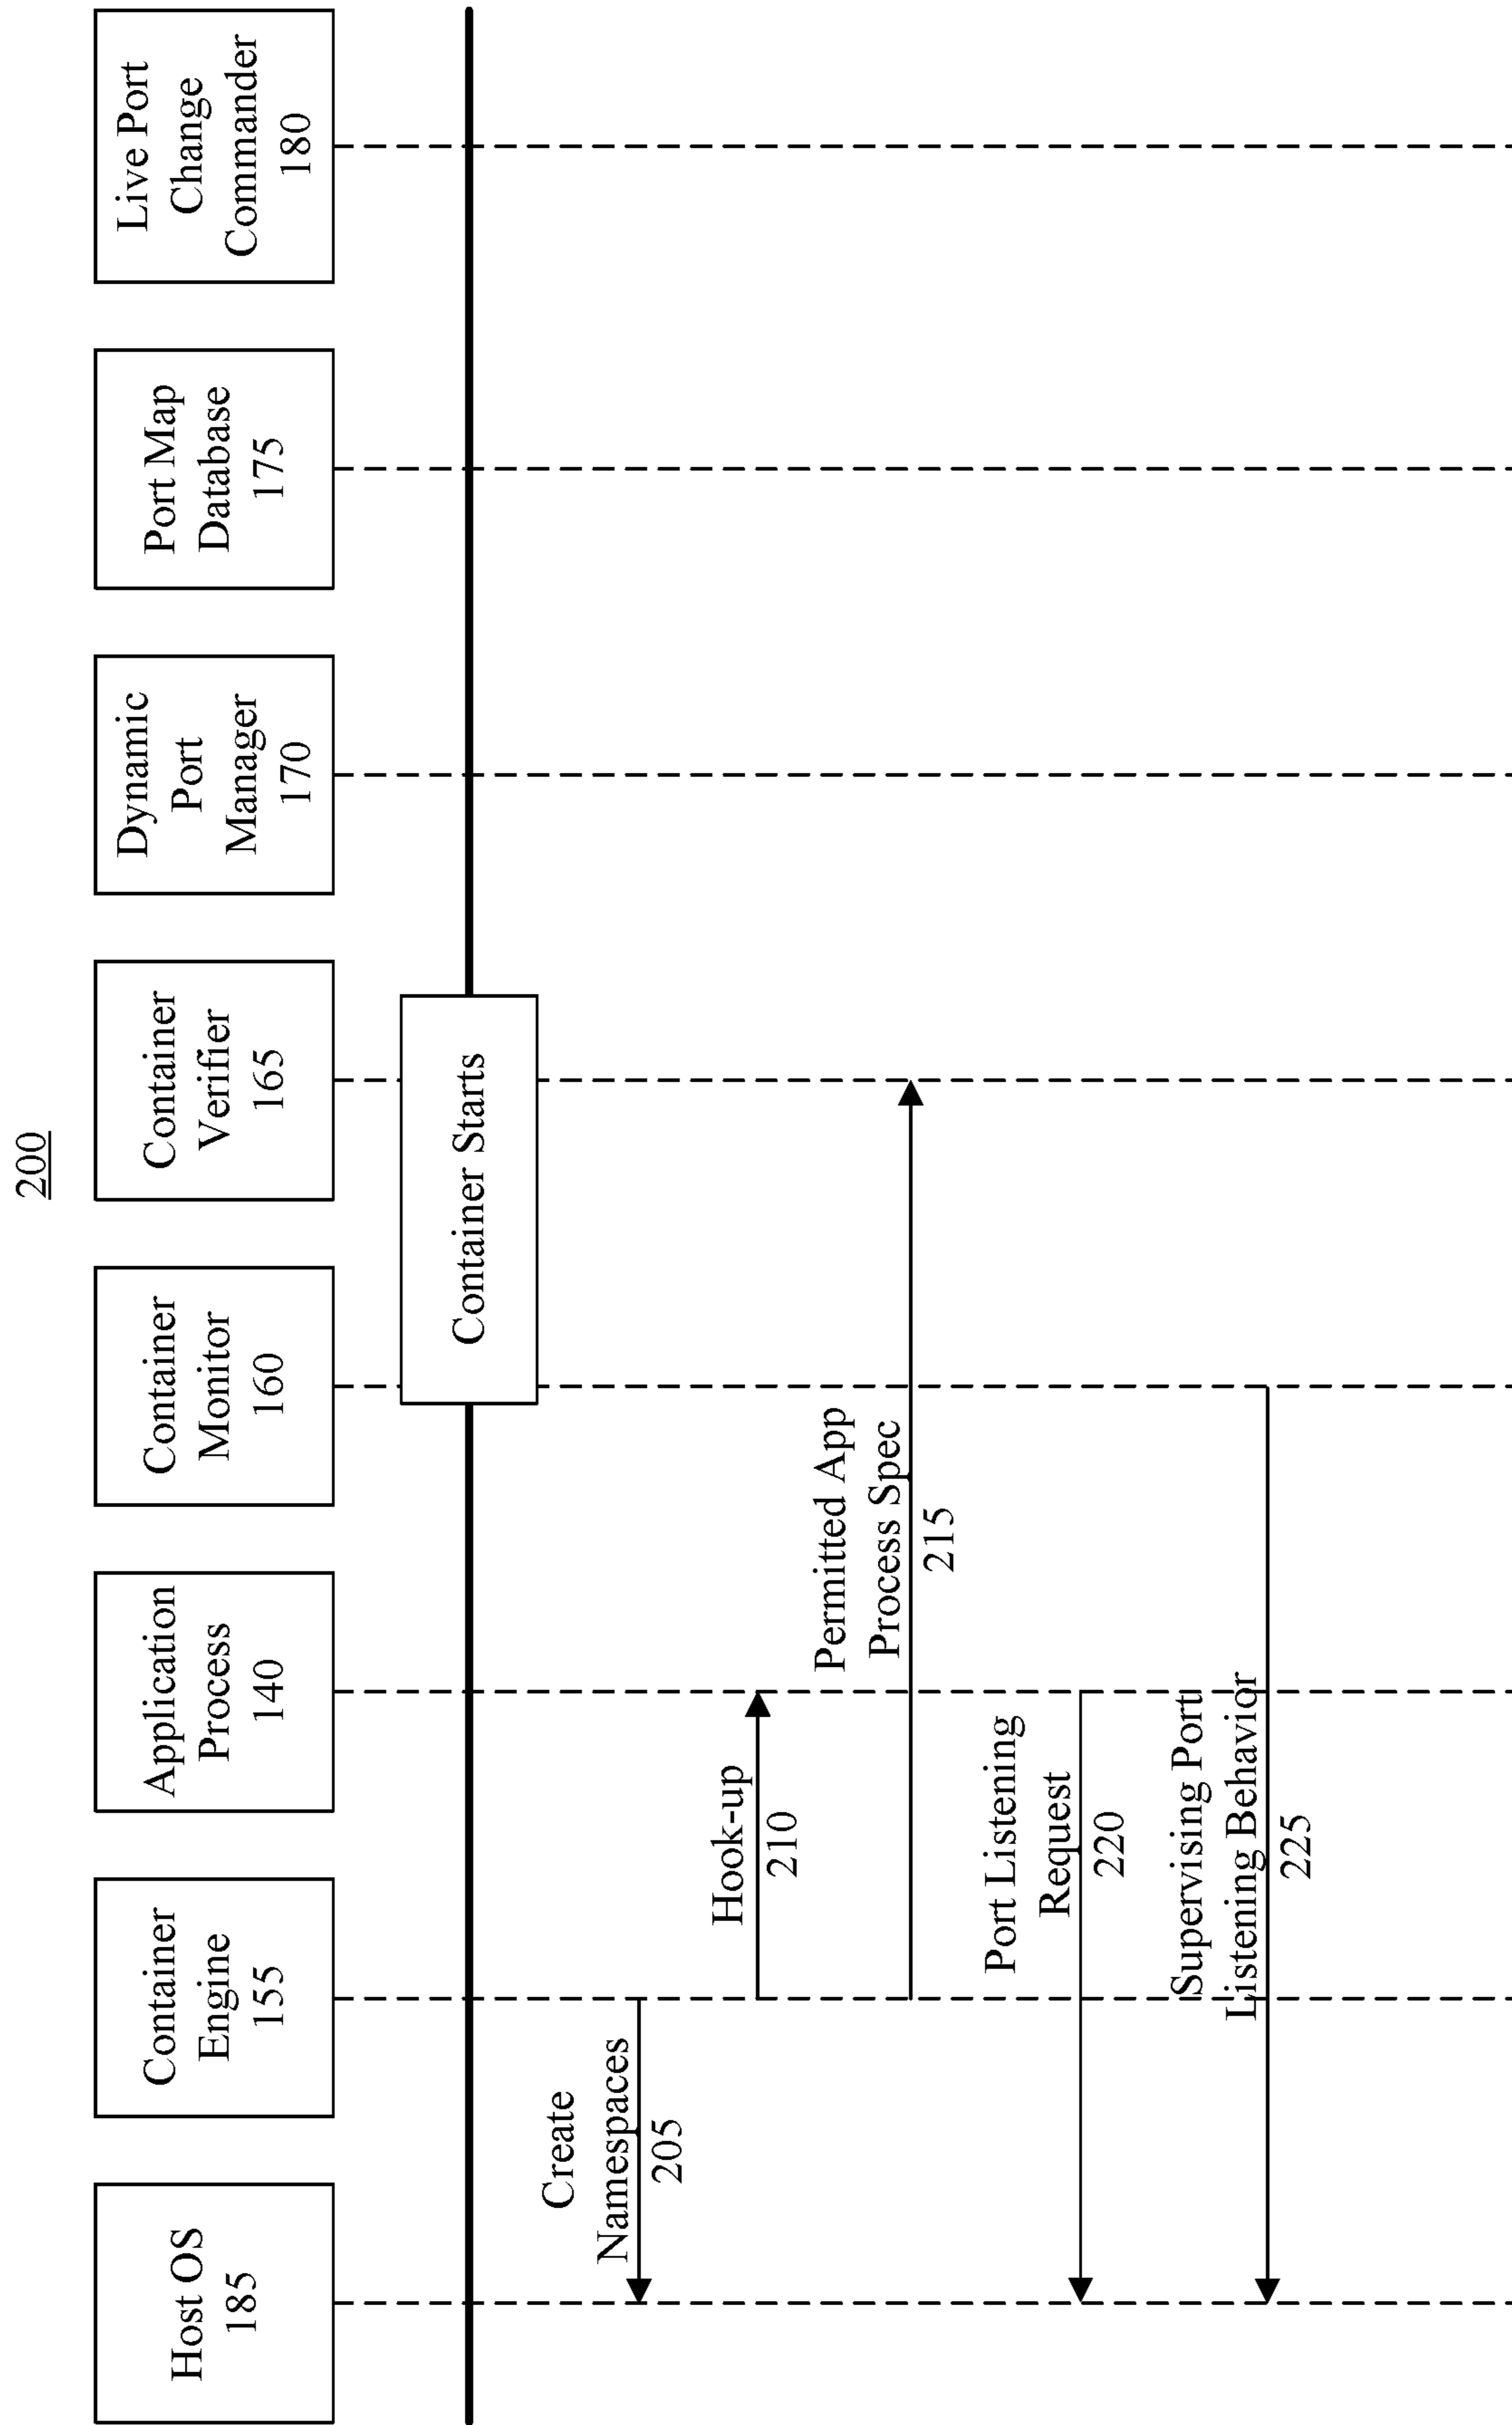 200
Host OS
185
Container
Engine
155
Application
Process
140
Container
Monitor
160
Container
Verifier
165
Dynamic
Port
Manager
170
Port Map
Database
175
Live Port
Change
Commander
180
Container Starts
Create
Namespaces
205
Hook-up
210
Permitted App
Process Spec
215
Port Listening
Request
220
Supervising Port
Listening Behavior
225